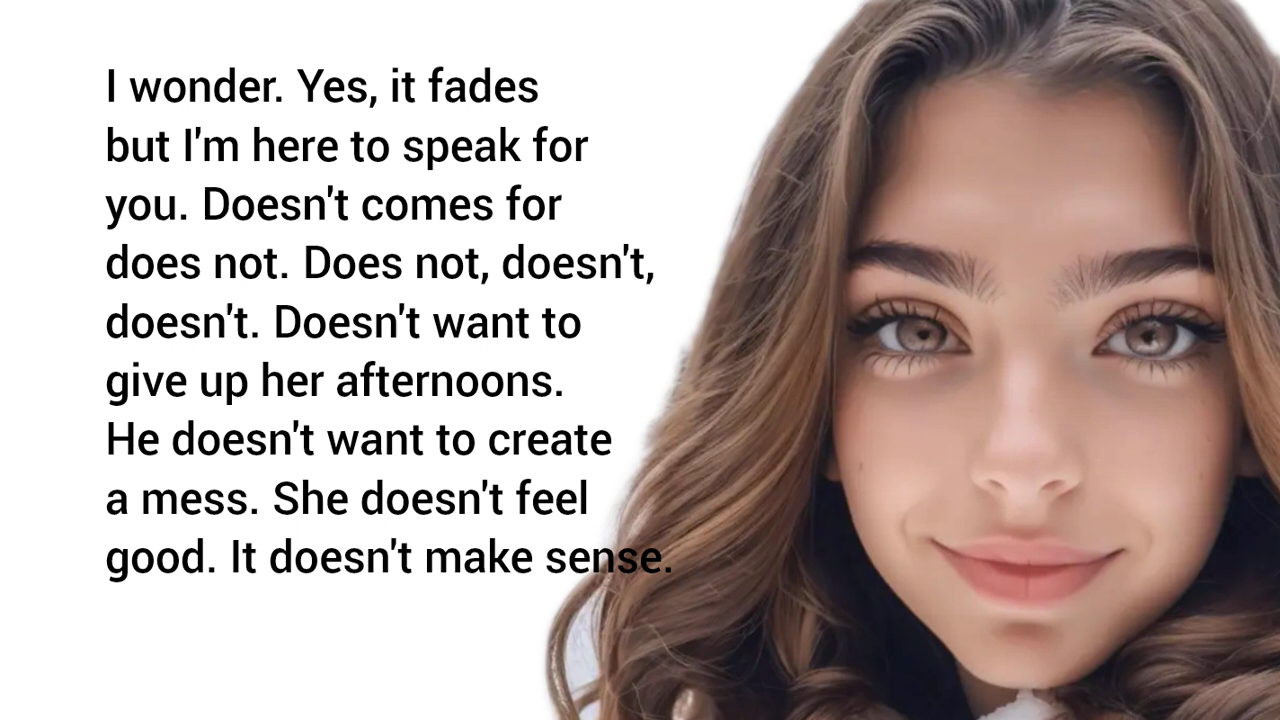 I wonder. Yes, it fades
but I'm here to speak for
you. Doesn't comes for
does not. Does not, doesn't,
doesn't. Doesn't want to
give up her afternoons.
He doesn't want to create
a mess. She doesn't feel
good. It doesn't make sense.